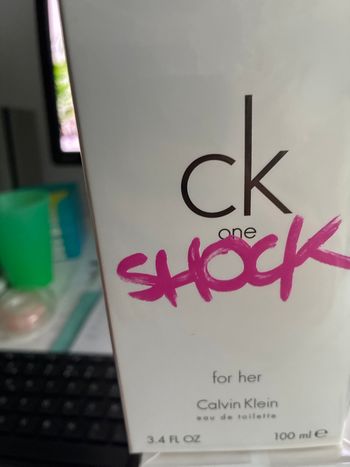 ck
one
SHOCK
for her
Calvin Klein
eau de toilette
3.4 FL OZ 100 ml ℮